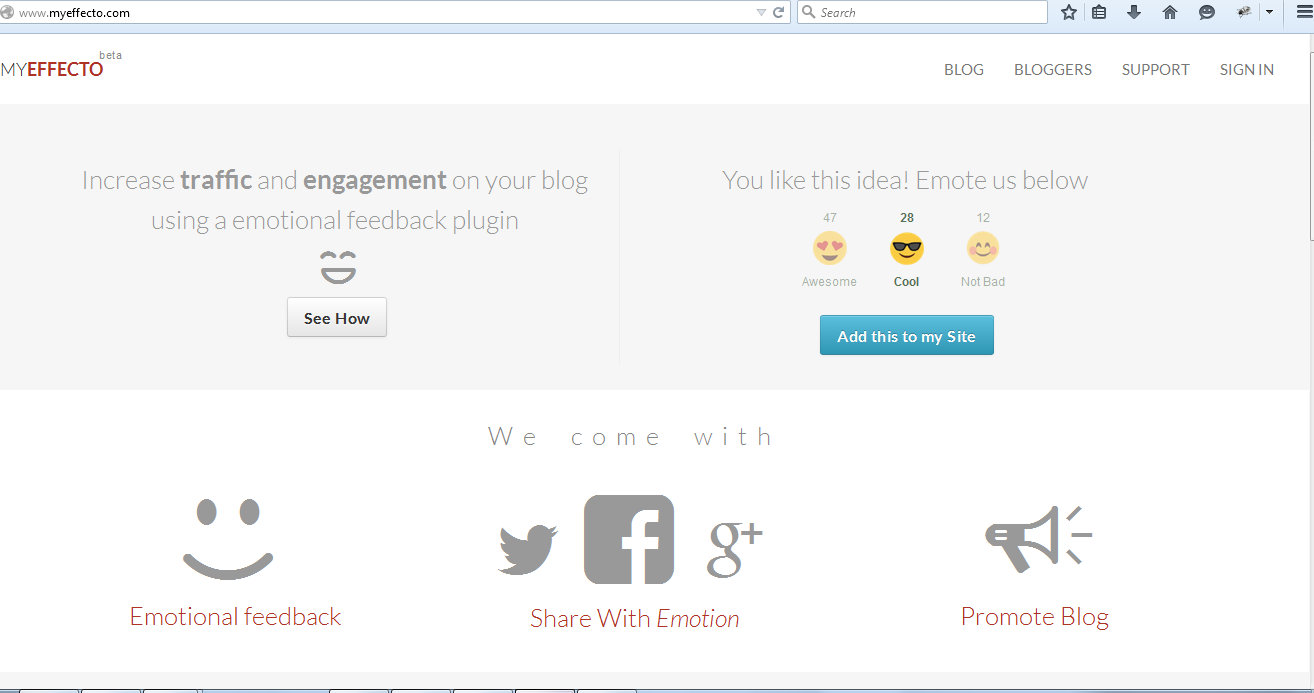 www.myeffecto.com
Search
MYEFFECTO beta
BLOG BLOGGERS SUPPORT SIGN IN
Increase traffic and engagement on your blog
using a emotional feedback plugin
See How
You like this idea! Emote us below
47 28 12
Awesome Cool Not Bad
Add this to my Site
We come with
f g+
Emotional feedback
Share With Emotion
Promote Blog